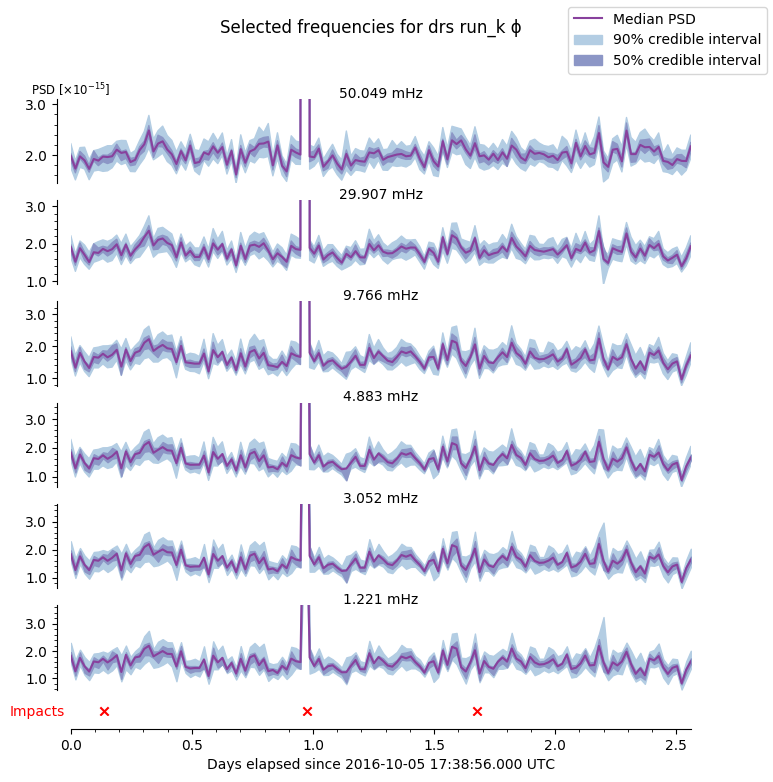 Selected frequencies for drs run_k ϕ
Median PSD
90% credible interval
50% credible interval
PSD [×10⁻¹⁵]
50.049 mHz
3.0
2.0
29.907 mHz
3.0
2.0
1.0
9.766 mHz
3.0
2.0
1.0
4.883 mHz
3.0
2.0
1.0
3.052 mHz
3.0
2.0
1.0
1.221 mHz
3.0
2.0
1.0
Impacts
0.0 0.5 1.0 1.5 2.0 2.5
Days elapsed since 2016-10-05 17:38:56.000 UTC